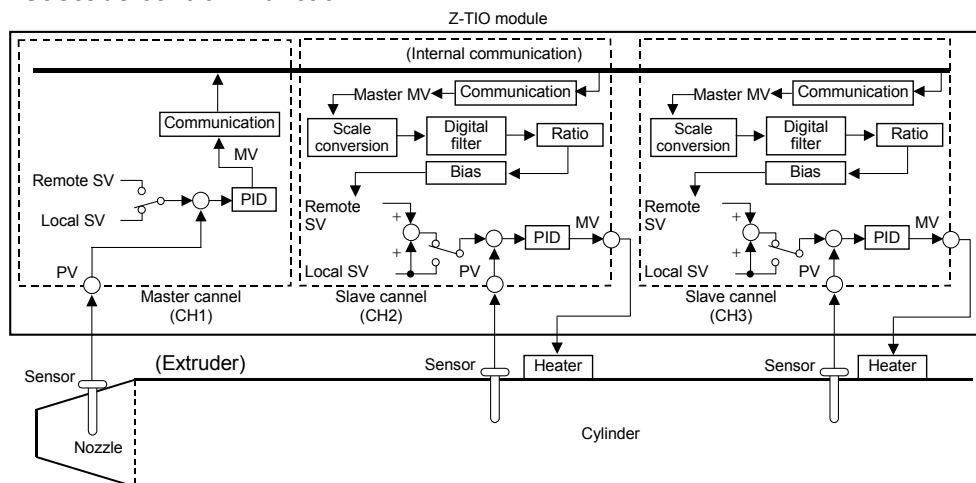 Z-TIO module
(Internal communication)
Communication
MV
Remote SV
Local SV
PID
PV
Master cannel
(CH1)
Master MV
Communication
Scale
conversion
Digital
filter
Ratio
Bias
Remote
SV
+
+
Local SV
PV
PID
MV
Slave cannel
(CH2)
Master MV
Communication
Scale
conversion
Digital
filter
Ratio
Bias
Remote
SV
+
+
Local SV
PV
PID
MV
Slave cannel
(CH3)
(Extruder)
Sensor
Nozzle
Sensor
Heater
Sensor
Heater
Cylinder